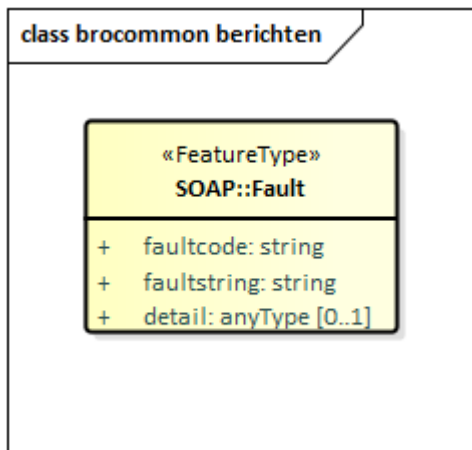 class brocommon berichten
«FeatureType»
SOAP::Fault
+ faultcode: string
+ faultstring: string
+ detail: anyType [0..1]